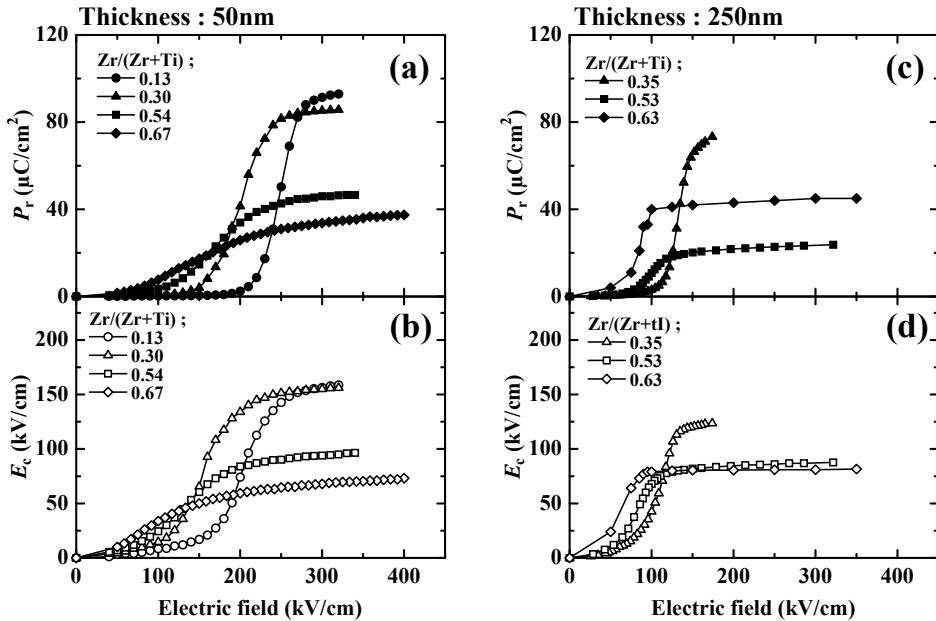 Thickness : 50nm
Thickness : 250nm
120
80
40
0
Pr (µC/cm2)
Zr/(Zr+Ti) ;
0.13
0.30
0.54
0.67
(a)
120
80
40
0
Pr (µC/cm2)
Zr/(Zr+Ti) ;
0.35
0.53
0.63
(c)
200
150
100
50
0
Ec (kV/cm)
Zr/(Zr+Ti) ;
0.13
0.30
0.54
0.67
(b)
0 100 200 300 400
Electric field (kV/cm)
200
150
100
50
0
Ec (kV/cm)
Zr/(Zr+tI) ;
0.35
0.53
0.63
(d)
0 100 200 300 400
Electric field (kV/cm)